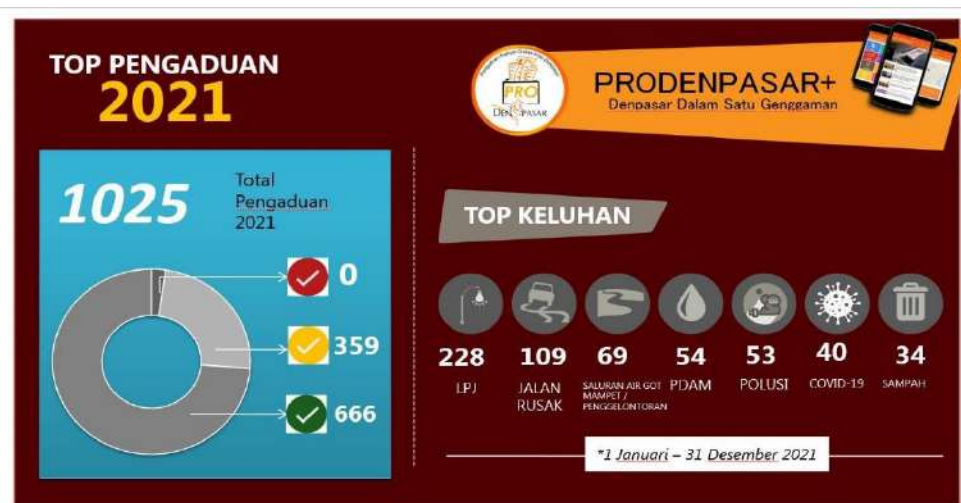 TOP PENGADUAN
2021
PRO
DENPASAR
PRODENPASAR+
Denpasar Dalam Satu Genggaman
1025
Total
Pengaduan
2021
0
359
666
TOP KELUHAN
228
LPJ
109
JALAN
RUSAK
69
SALURAN AIR GOT
MAMPET /
PENGGELONTORAN
54
PDAM
53
POLUSI
40
COVID-19
34
SAMPAH
*1 Januari – 31 Desember 2021